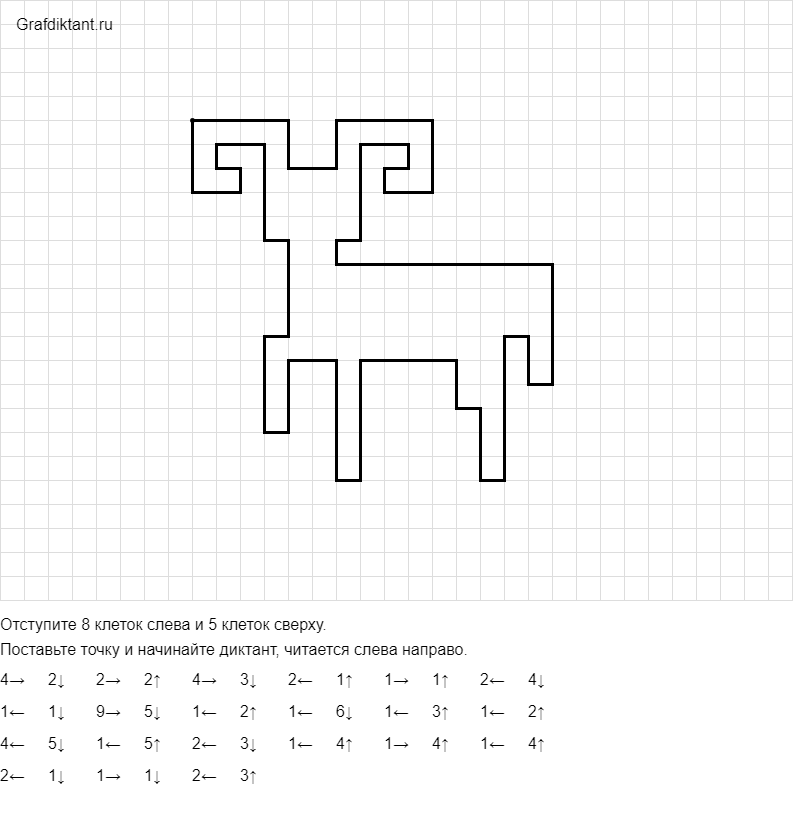 Grafdiktant.ru
Отступите 8 клеток слева и 5 клеток сверху.
Поставьте точку и начинайте диктант, читается слева направо.
4→ 2↓ 2→ 2↑ 4→ 3↓ 2← 1↑ 1→ 1↑ 2← 4↓
1← 1↓ 9→ 5↓ 1← 2↑ 1← 6↓ 1← 3↑ 1← 2↑
4← 5↓ 1← 5↑ 2← 3↓ 1← 4↑ 1→ 4↑ 1← 4↑
2← 1↓ 1→ 1↓ 2← 3↑